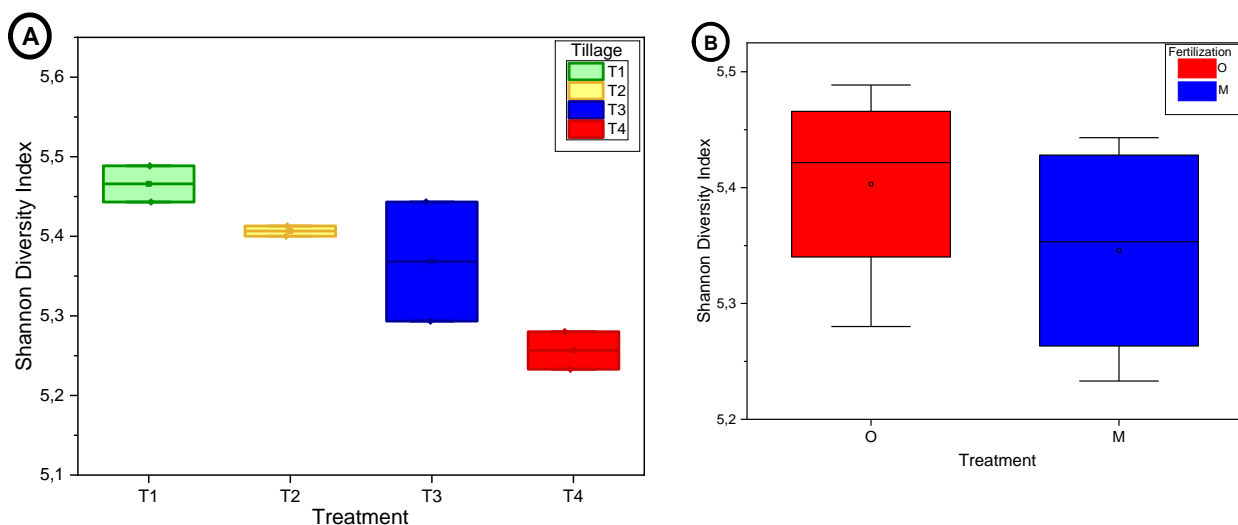 A
Shannon Diversity Index
5,6
5,5
5,4
5,3
5,2
5,1
Tillage
T1
T2
T3
T4
T1 T2 T3 T4
Treatment
B
Shannon Diversity Index
5,5
5,4
5,3
5,2
Fertilization
O
M
O M
Treatment